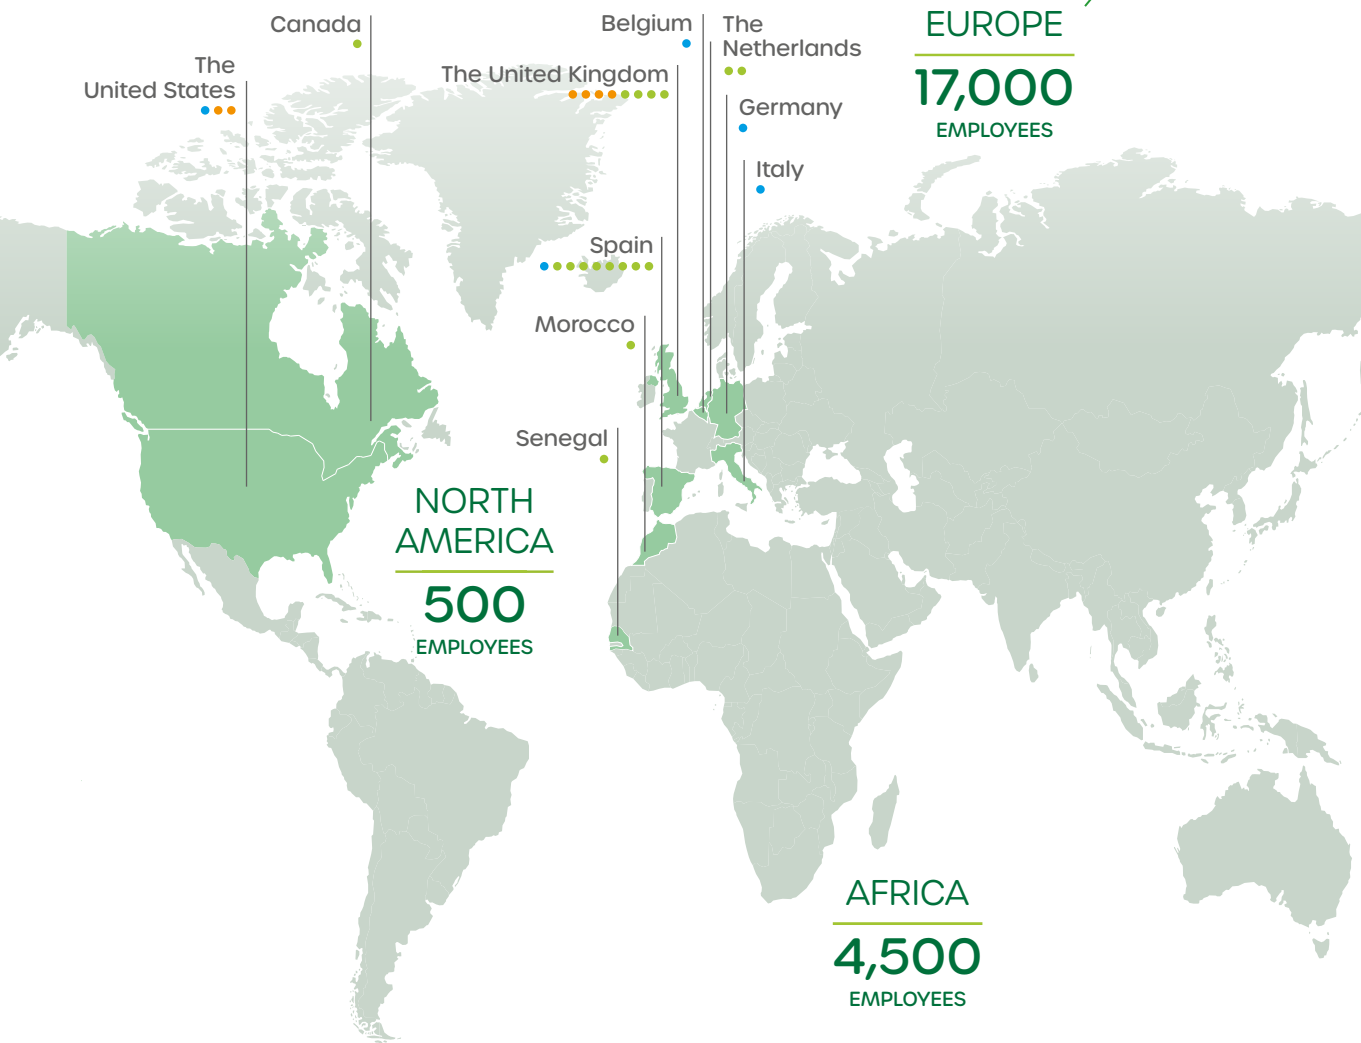 Canada
The
United States
Belgium
The
Netherlands
The United Kingdom
Germany
Italy
Spain
Morocco
Senegal
EUROPE
17,000
EMPLOYEES
NORTH
AMERICA
500
EMPLOYEES
AFRICA
4,500
EMPLOYEES